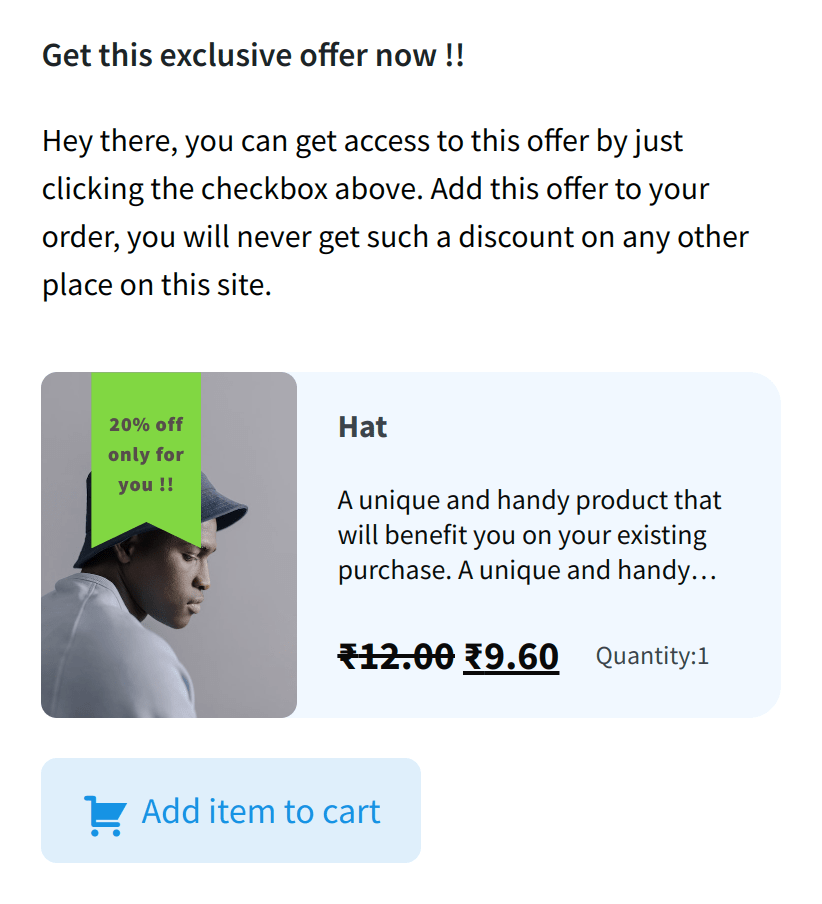 Get this exclusive offer now !!
Hey there, you can get access to this offer by just
clicking the checkbox above. Add this offer to your
order, you will never get such a discount on any other
place on this site.
20% off
only for
you !!
Hat
A unique and handy product that
will benefit you on your existing
purchase. A unique and handy…
₹12.00 ₹9.60 Quantity:1
Add item to cart